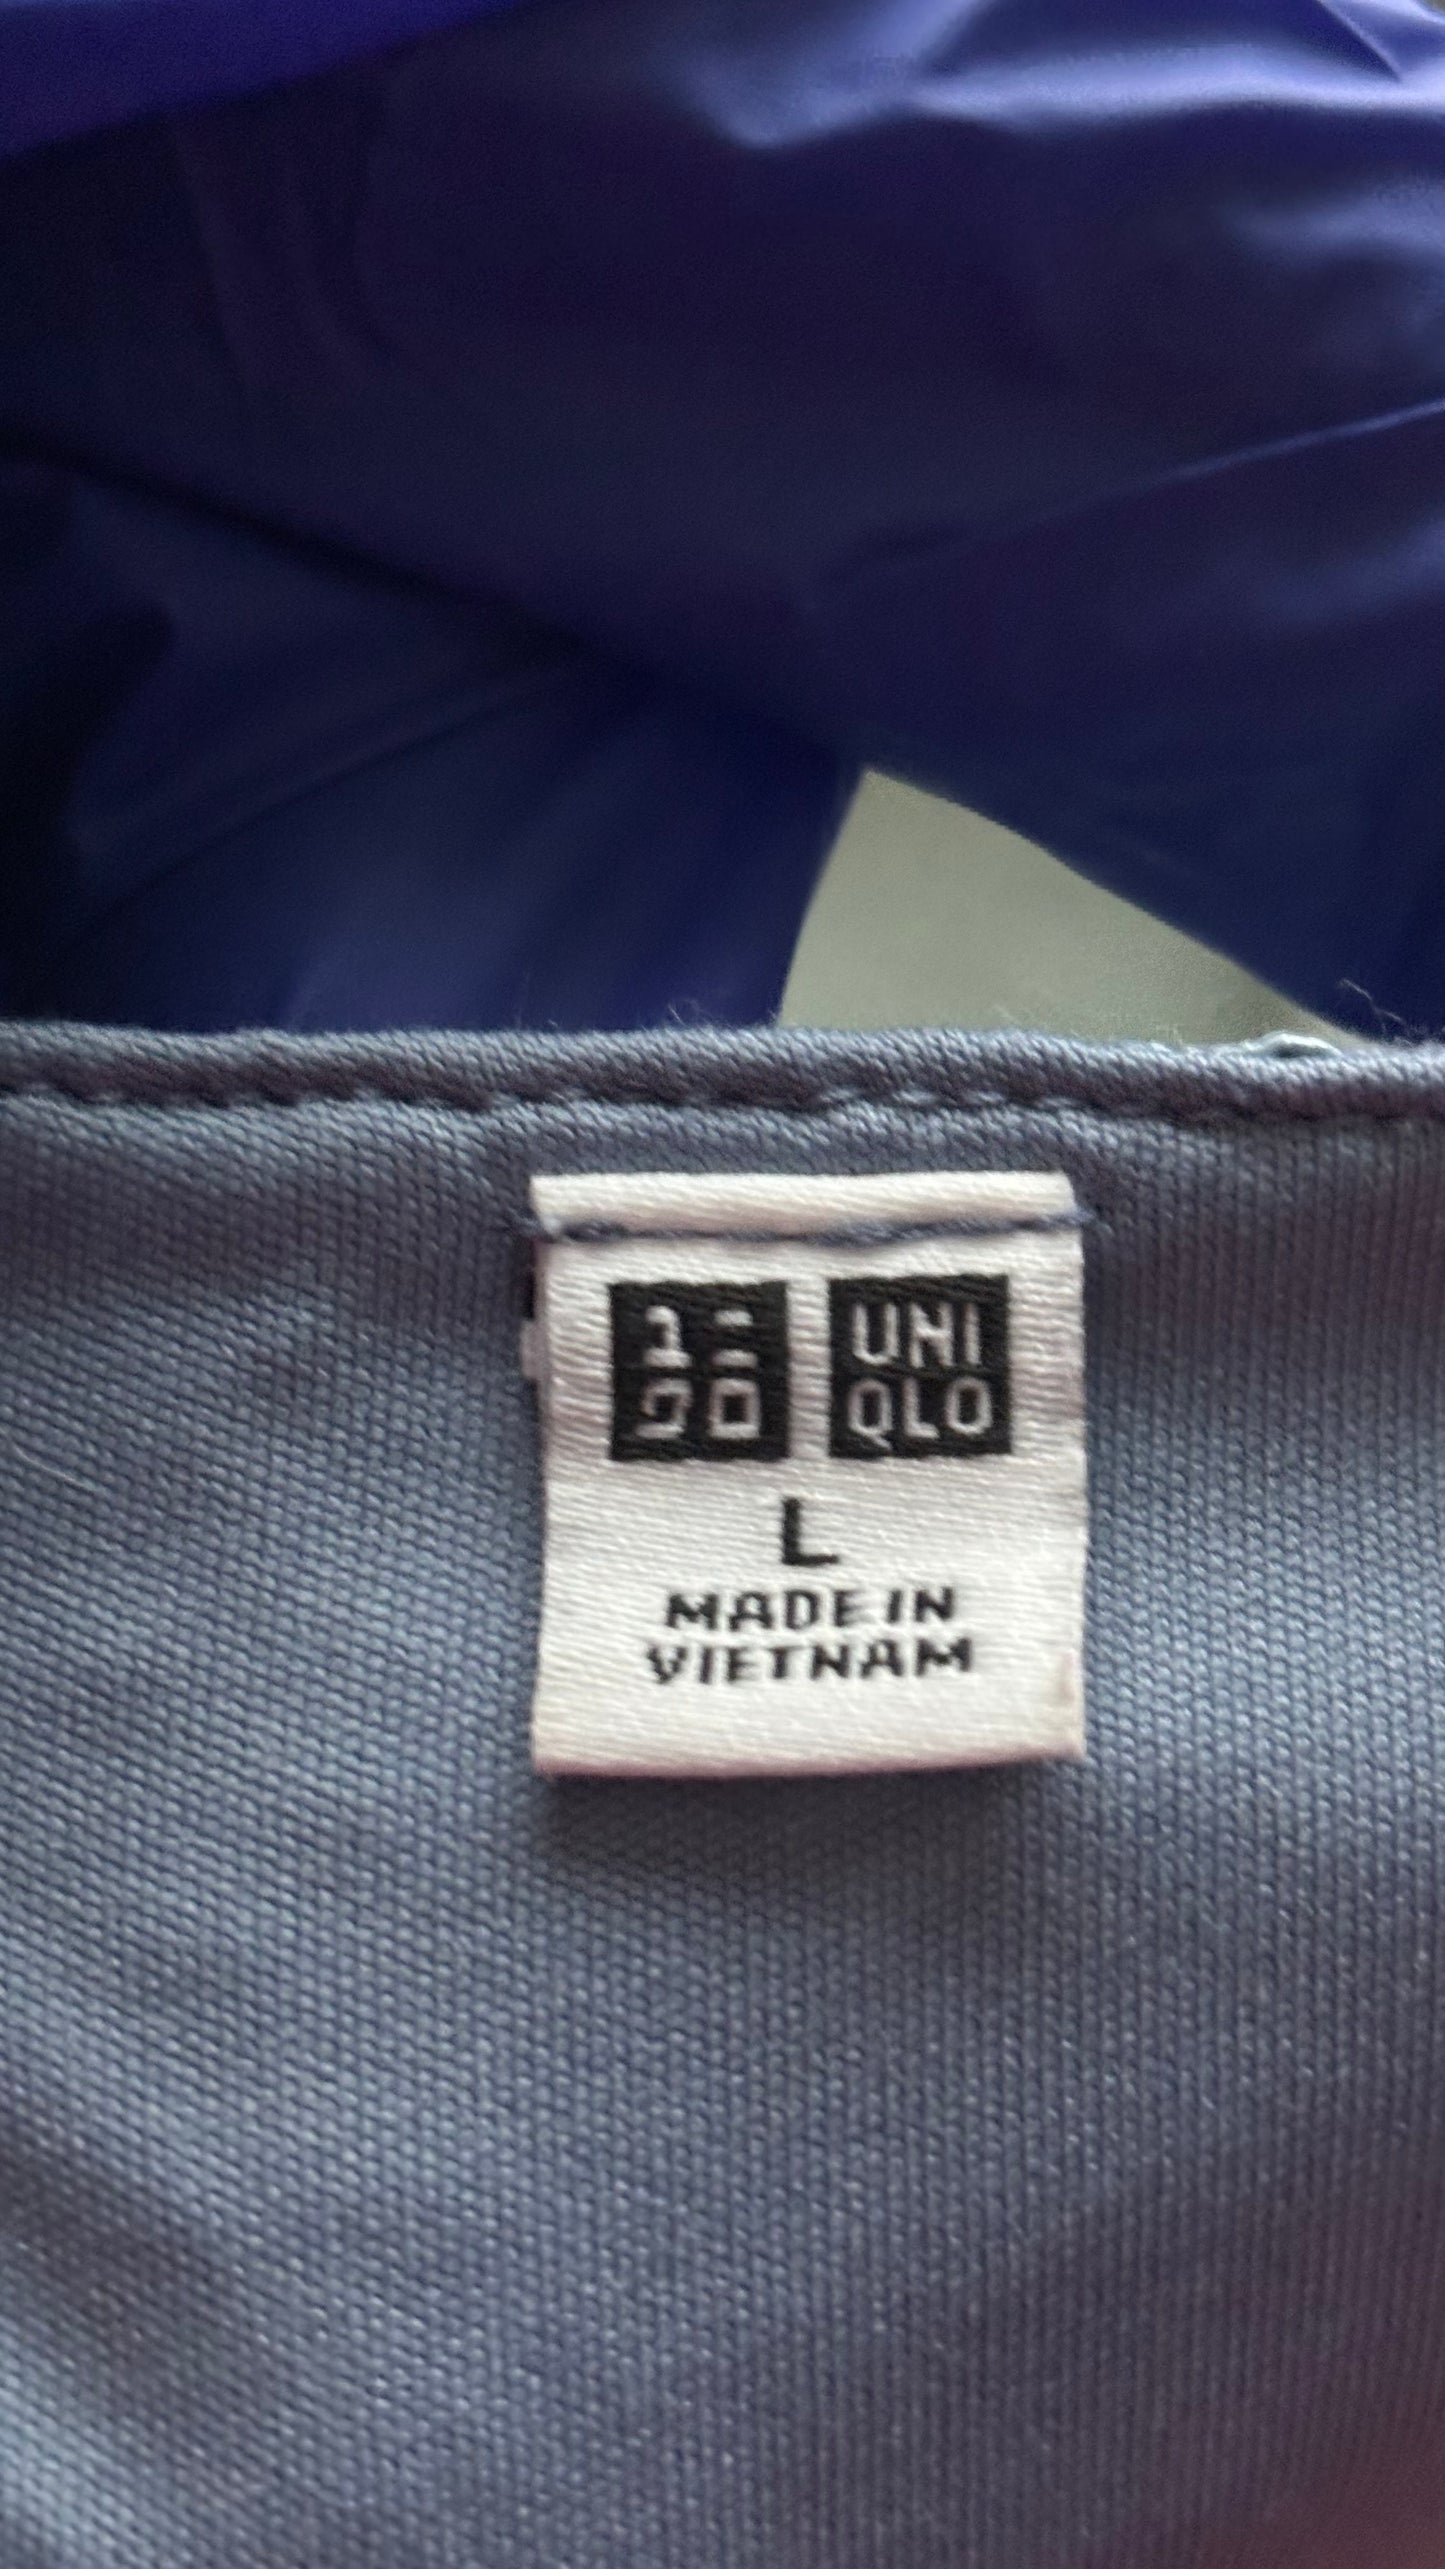 ユニ UNI
クロ QLO
L
MADE IN
VIETNAM